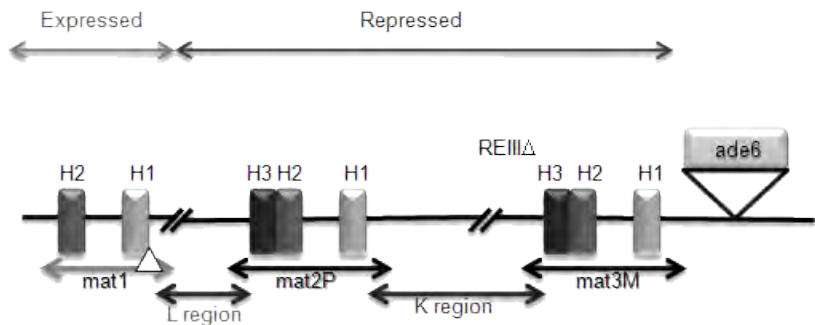 Expressed
Repressed
REIIIΔ
ade6
H2
H1
H3 H2
H1
H3 H2
H1
mat1
mat2P
mat3M
L region
K region